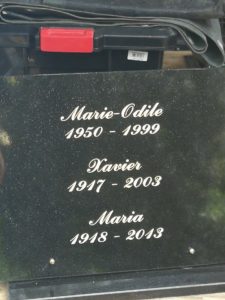 Marie-Odile
1950 - 1999
Xavier
1917 - 2003
Maria
1918 - 2013